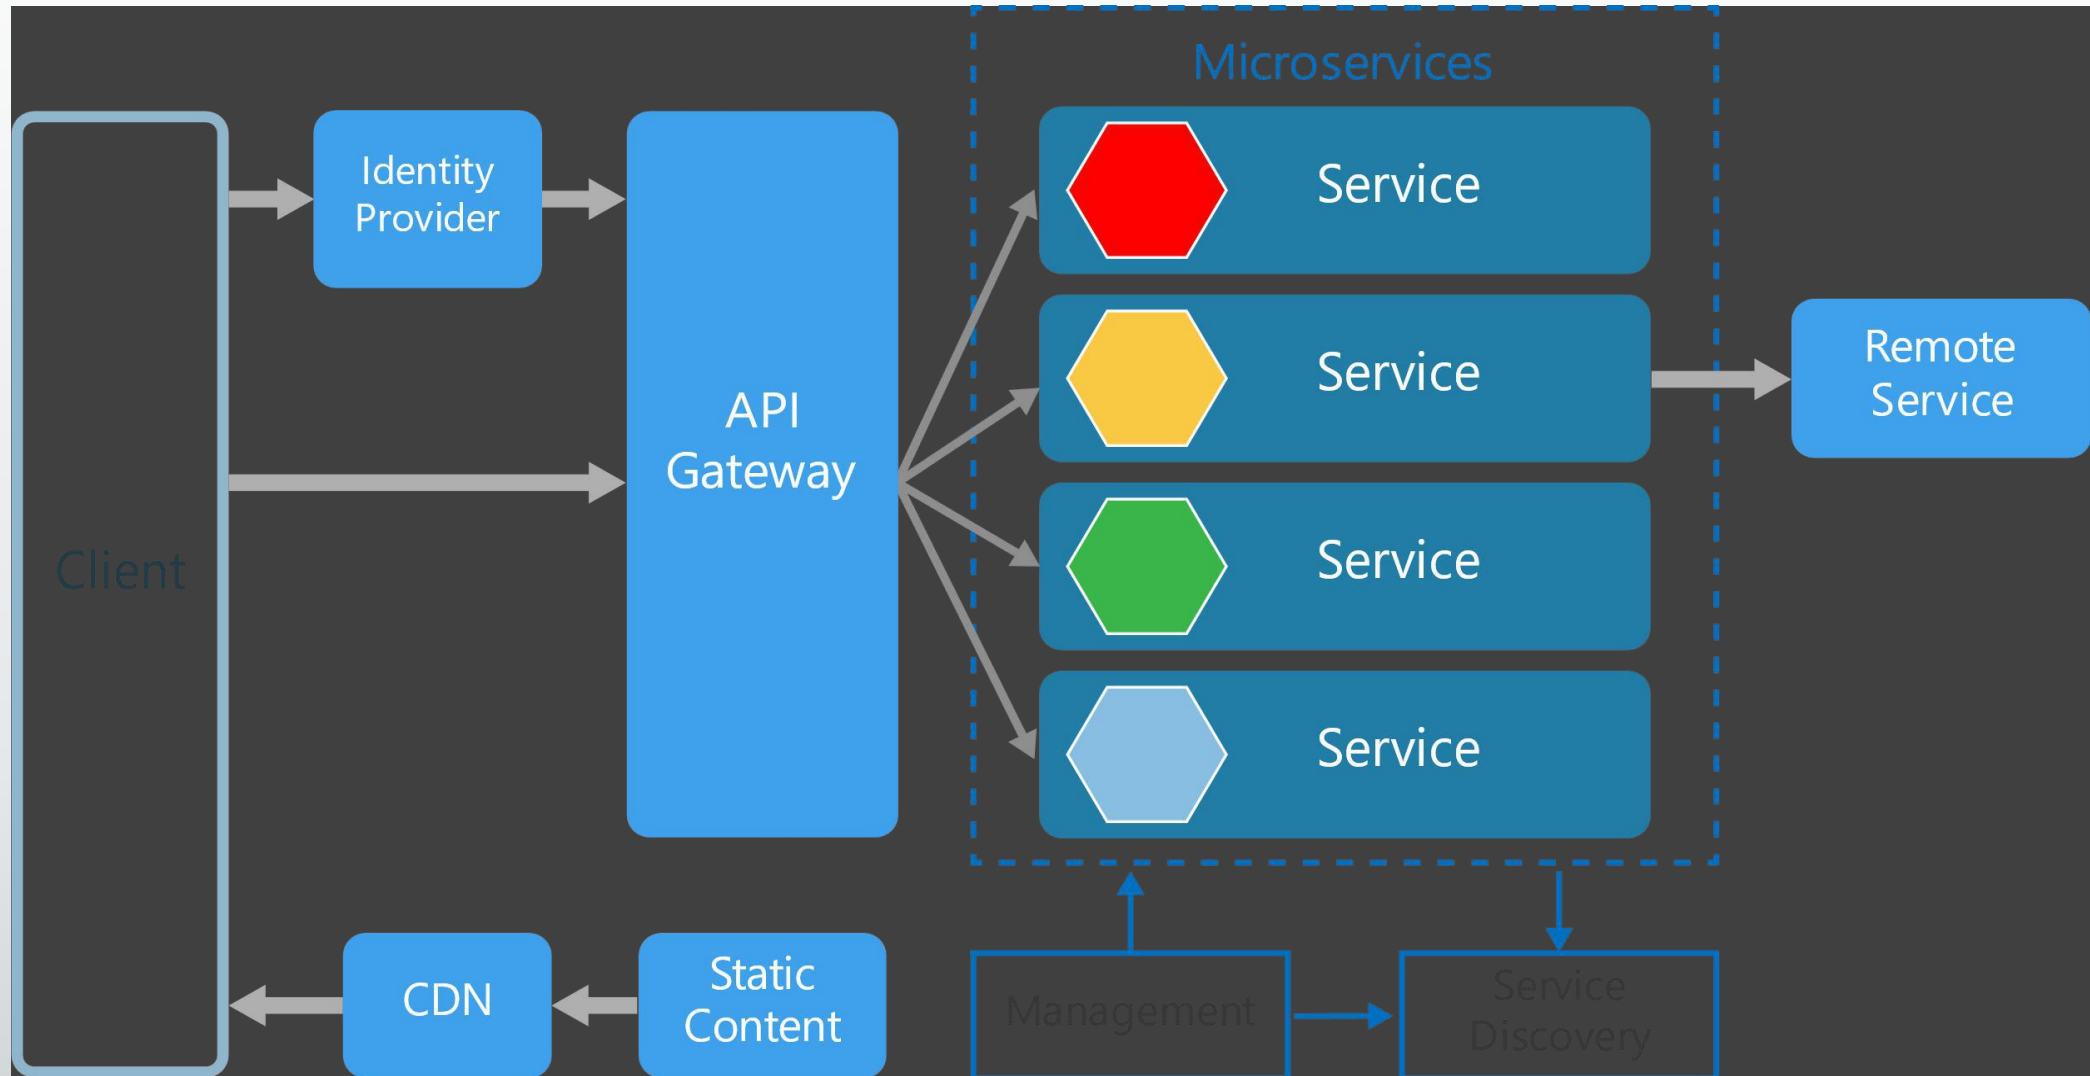 Microservices
Identity
Provider
Service
Service
Remote
Service
API
Gateway
Client
Service
Service
CDN
Static
Content
Management
Service
Discovery